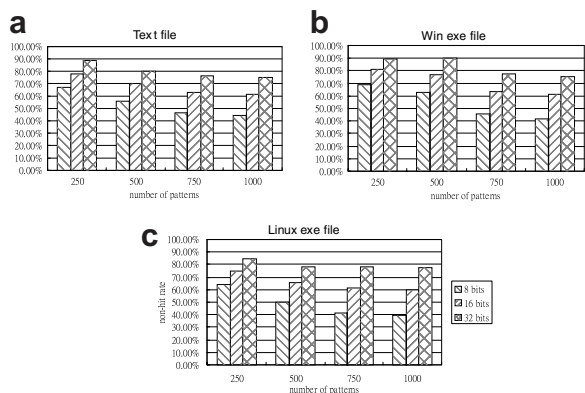 a
Text file
100.00%
90.00%
80.00%
70.00%
60.00%
50.00%
40.00%
30.00%
20.00%
10.00%
0.00%
250 500 750 1000
number of patterns
b
Win exe file
100.00%
90.00%
80.00%
70.00%
60.00%
50.00%
40.00%
30.00%
20.00%
10.00%
0.00%
250 500 750 1000
number of patterns
c
Linux exe file
non-hit rate
100.00%
90.00%
80.00%
70.00%
60.00%
50.00%
40.00%
30.00%
20.00%
10.00%
0.00%
250 500 750 1000
number of patterns
8 bits
16 bits
32 bits